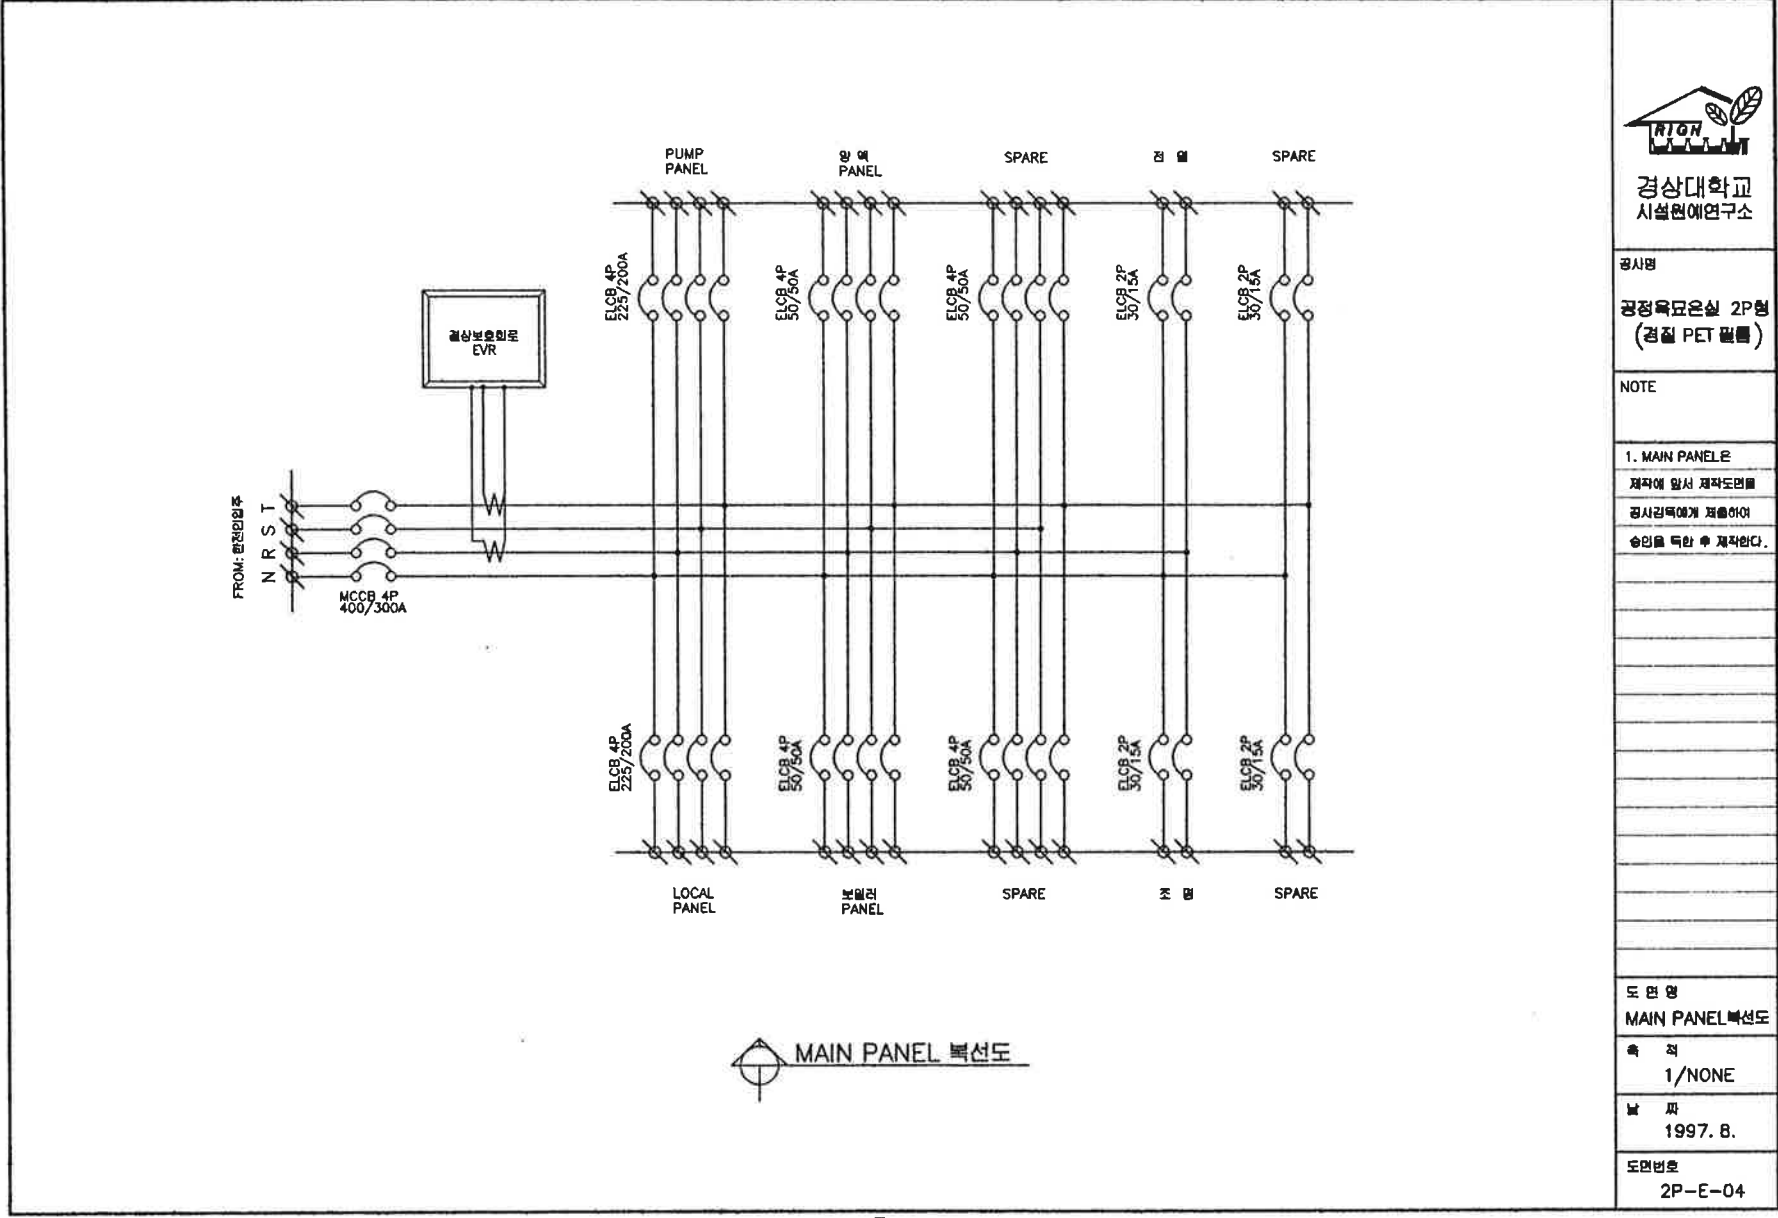 PUMP
PANEL
양 액
PANEL
SPARE
전 열
SPARE
ELCB 4P
225/200A
ELCB 4P
50/50A
ELCB 4P
50/50A
ELCB 2P
30/15A
ELCB 2P
30/15A
결상보호회로
EVR
FROM: 한전인입주
T
S
R
N
MCCB 4P
400/300A
ELCB 4P
225/200A
ELCB 4P
50/50A
ELCB 4P
50/50A
ELCB 2P
30/15A
ELCB 2P
30/15A
LOCAL
PANEL
보일러
PANEL
SPARE
조 명
SPARE
MAIN PANEL 복선도
RIGH
경상대학교
시설원예연구소
공사명
공정육묘온실 2P형
(경질 PET 필름)
NOTE
1. MAIN PANEL은
제작에 앞서 제작도면을
공사감독에게 제출하여
승인을 득한 후 제작한다.
도 면 명
MAIN PANEL복선도
축 척
1/NONE
날 짜
1997. 8.
도면번호
2P-E-04